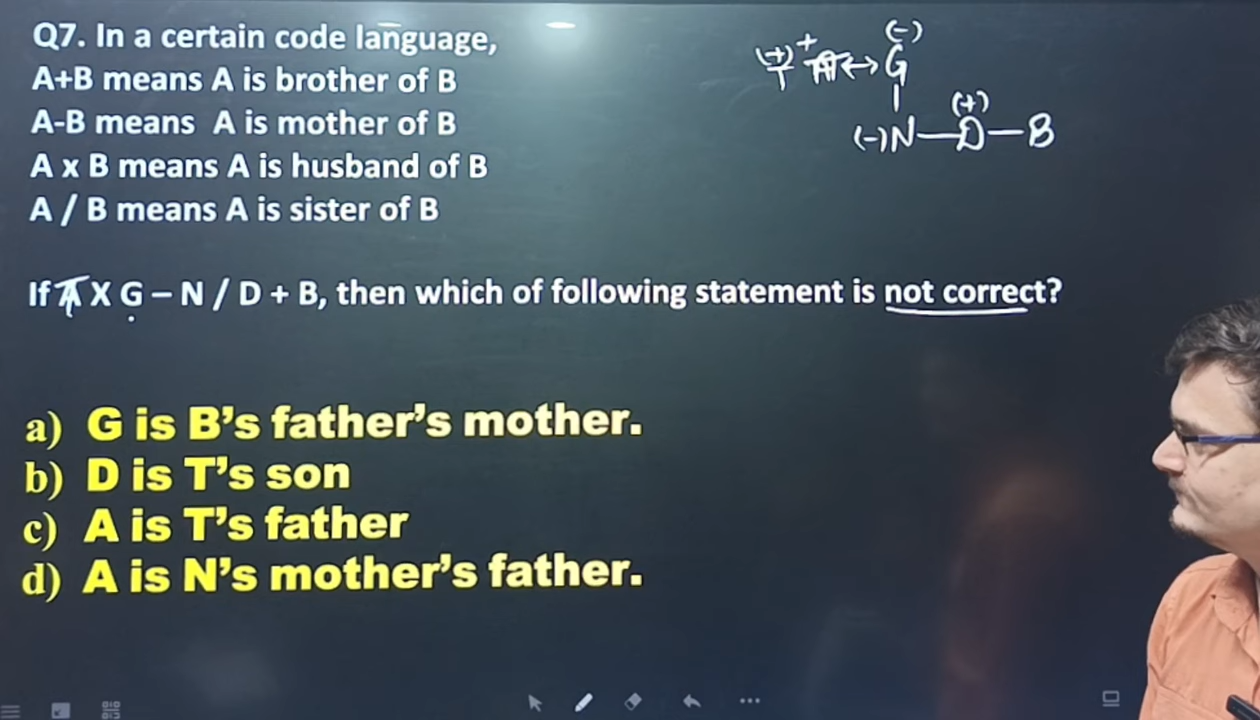 Q7. In a certain code language,
A+B means A is brother of B
A-B means A is mother of B
A x B means A is husband of B
A / B means A is sister of B
If T X G – N / D + B, then which of following statement is not correct?
a) G is B's father's mother.
b) D is T's son
c) A is T's father
d) A is N's mother's father.
(+) (-)
T + ↔ G
(+)
(-)N—D—B